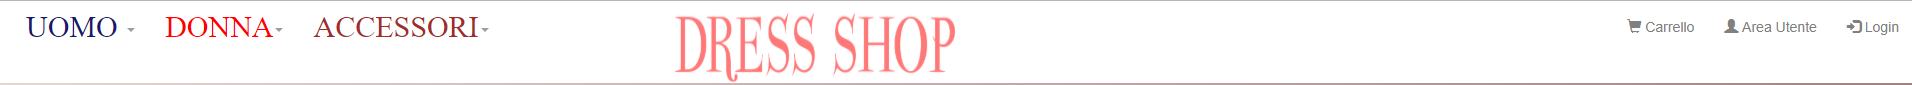 UOMO DONNA ACCESSORI DRESS SHOP Carrello Area Utente Login